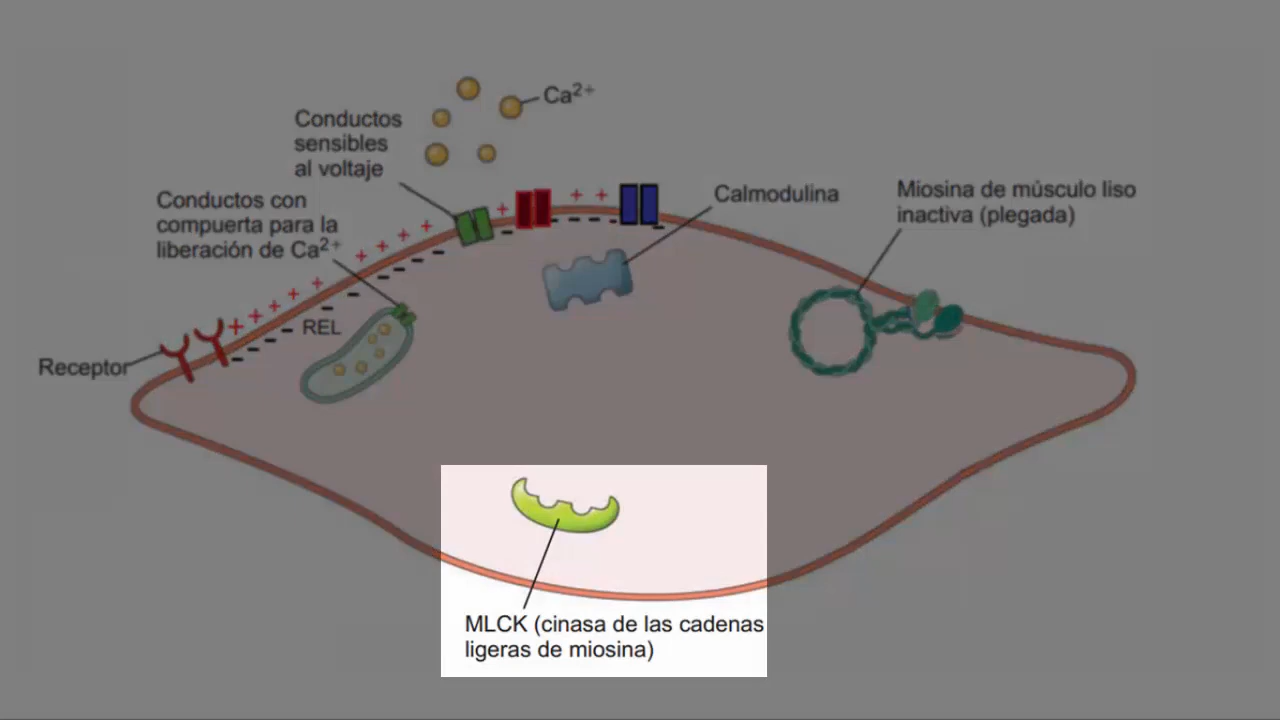 Ca²⁺
Conductos
sensibles
al voltaje
Conductos con
compuerta para la
liberación de Ca²⁺
Calmodulina
Miosina de músculo liso
inactiva (plegada)
REL
Receptor
MLCK (cinasa de las cadenas
ligeras de miosina)